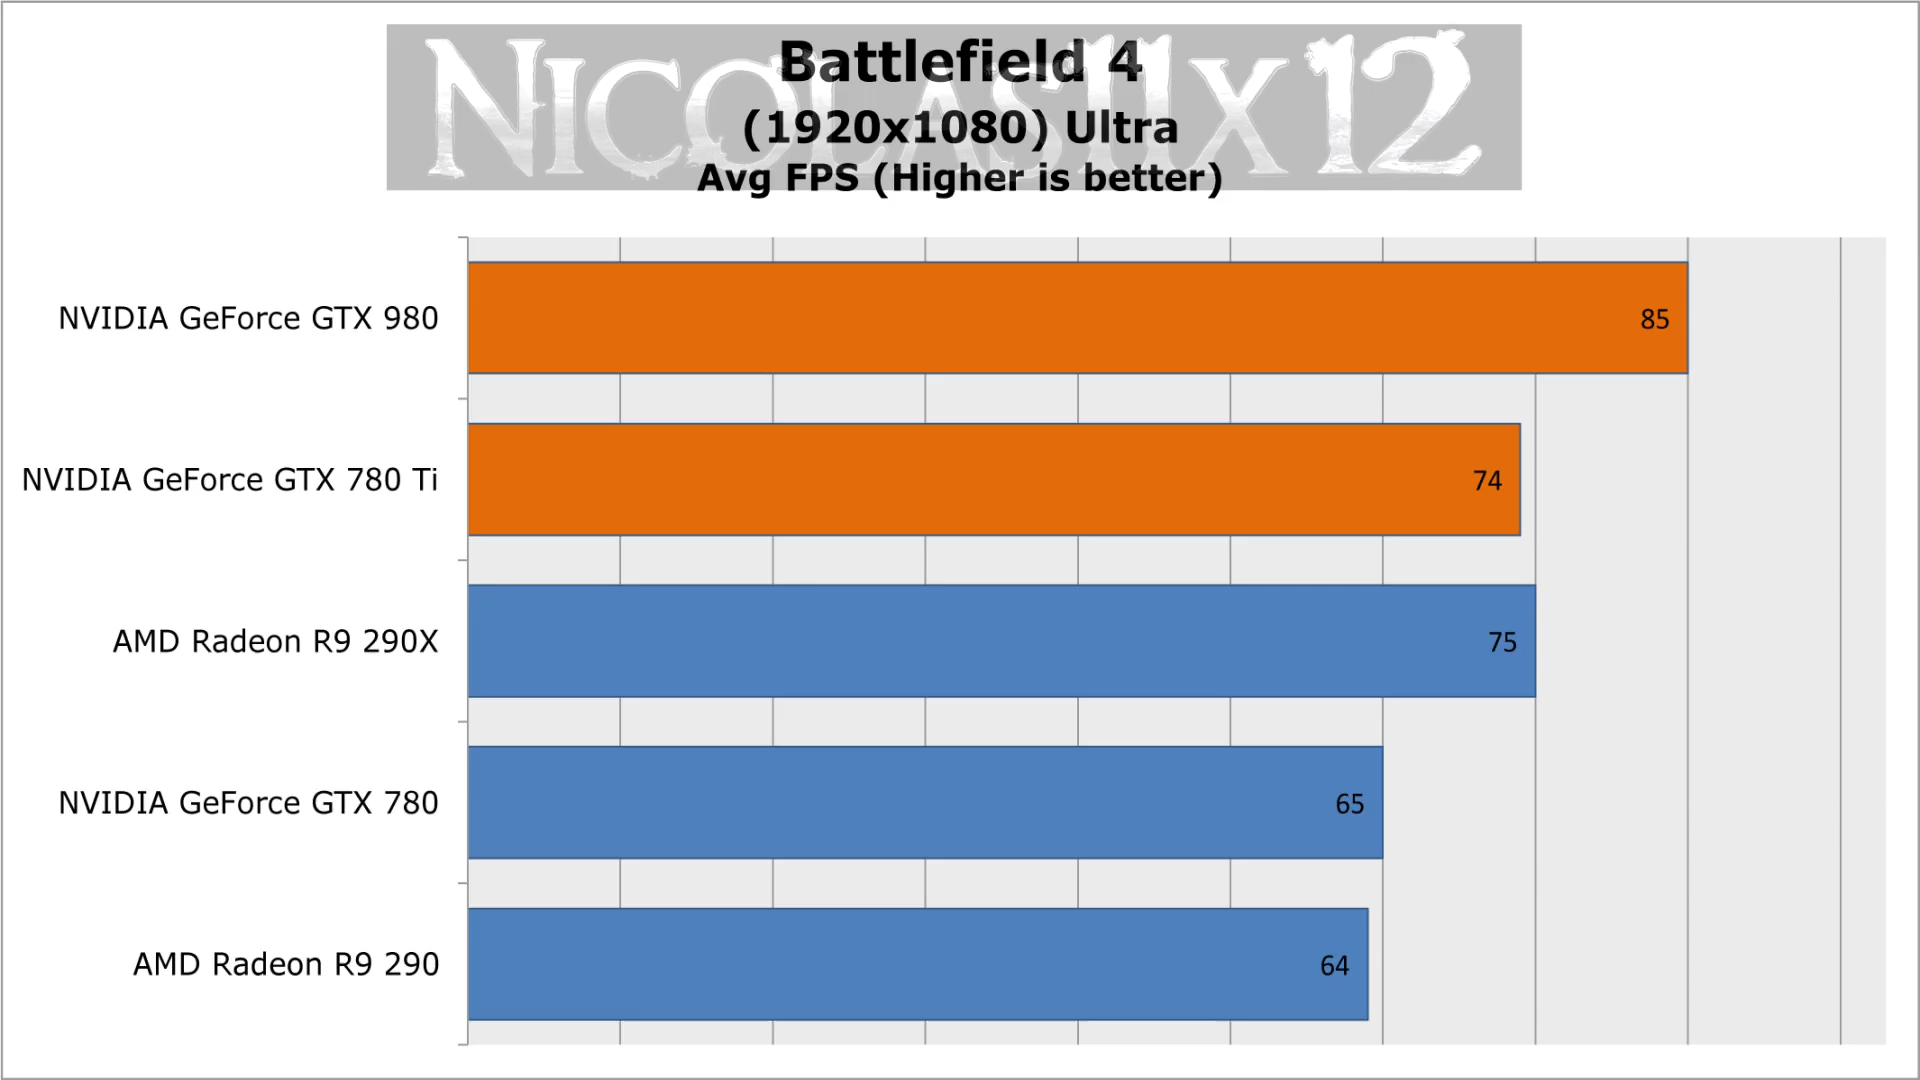 NICOLAS11X12
Battlefield 4
(1920x1080) Ultra
Avg FPS (Higher is better)
NVIDIA GeForce GTX 980
85
NVIDIA GeForce GTX 780 Ti
74
AMD Radeon R9 290X
75
NVIDIA GeForce GTX 780
65
AMD Radeon R9 290
64